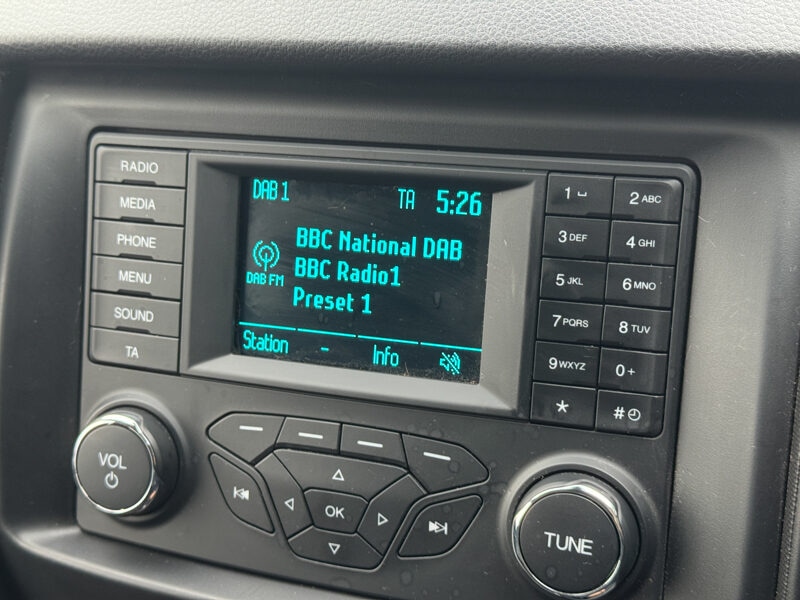 RADIO
MEDIA
PHONE
MENU
SOUND
TA
DAB 1 TA 5:26
BBC National DAB
BBC Radio1
Preset 1
DAB FM
Station - Info
1 2 ABC
3 DEF 4 GHI
5 JKL 6 MNO
7 PQRS 8 TUV
9 WXYZ 0 +
* #
VOL
OK
TUNE